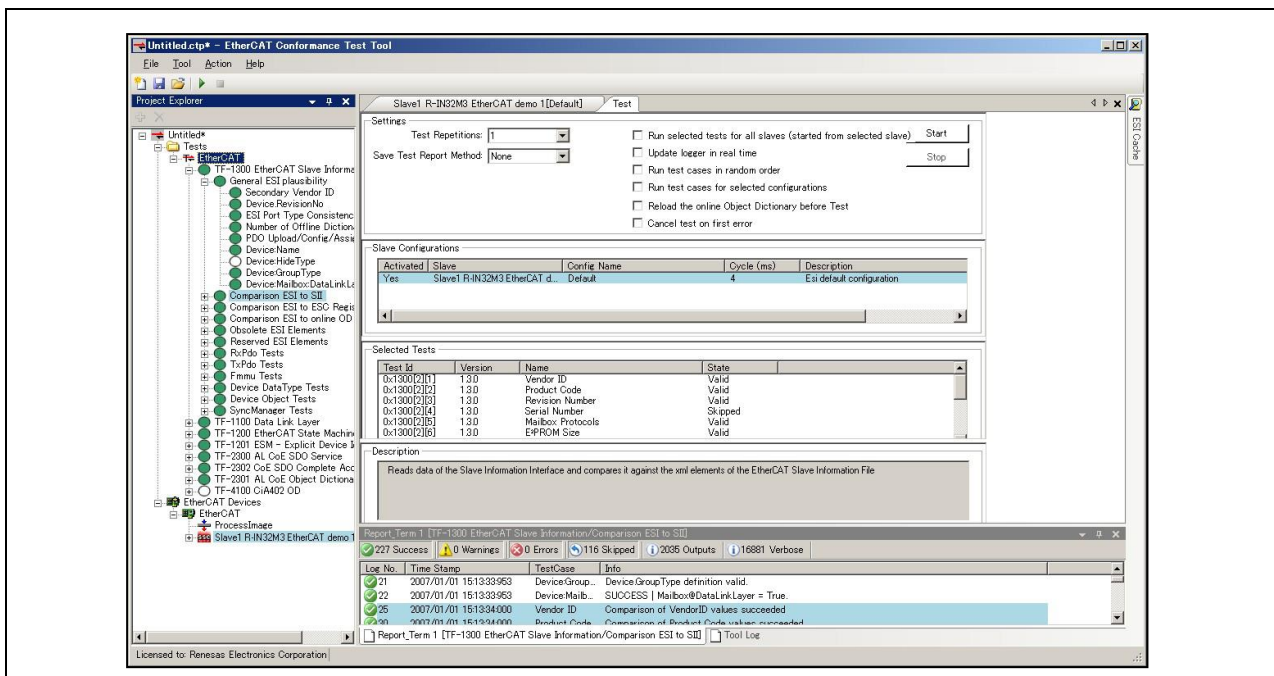 Untitled.ctp* - EtherCAT Conformance Test Tool
File Tool Action Help
Project Explorer
Untitled*
Tests
EtherCAT
TF-1300 EtherCAT Slave Informa
General ESI plausibility
Secondary Vendor ID
Device:RevisionNo
ESI Port Type Consistenc
Number of Offline Diction
PDO Upload/Config/Assi
Device:Name
Device:HideType
Device:GroupType
Device:Mailbox:DataLinkLa
Comparison ESI to SII
Comparison ESI to ESC Regis
Comparison ESI to online OD
Obsolete ESI Elements
Reserved ESI Elements
RxPdo Tests
TxPdo Tests
Fmmu Tests
Device DataType Tests
Device Object Tests
SyncManager Tests
TF-1100 Data Link Layer
TF-1200 EtherCAT State Machin
TF-1201 ESM - Explicit Device I
TF-2300 AL CoE SDO Service
TF-2302 CoE SDO Complete Acc
TF-2301 AL CoE Object Dictiona
TF-4100 CiA402 OD
EtherCAT Devices
EtherCAT
ProcessImage
Slave1 R-IN32M3 EtherCAT demo 1
Slave1 R-IN32M3 EtherCAT demo 1[Default] Test
ESI Cache
Settings
Test Repetitions: 1
Save Test Report Method: None
Run selected tests for all slaves (started from selected slave)
Update logger in real time
Run test cases in random order
Run test cases for selected configurations
Reload the online Object Dictionary before Test
Cancel test on first error
Start
Stop
Slave Configurations
Activated Slave Config Name Cycle (ms) Description
Yes Slave1 R-IN32M3 EtherCAT d... Default 4 Esi default configuration
Selected Tests
Test Id Version Name State
0x1300[2][1] 1.3.0 Vendor ID Valid
0x1300[2][2] 1.3.0 Product Code Valid
0x1300[2][3] 1.3.0 Revision Number Valid
0x1300[2][4] 1.3.0 Serial Number Skipped
0x1300[2][5] 1.3.0 Mailbox Protocols Valid
0x1300[2][6] 1.3.0 E²PROM Size Valid
Description
Reads data of the Slave Information Interface and compares it against the xml elements of the EtherCAT Slave Information File
Report_Term 1 [TF-1300 EtherCAT Slave Information/Comparison ESI to SII]
227 Success 0 Warnings 0 Errors 116 Skipped 2035 Outputs 16881 Verbose
Log No. Time Stamp TestCase Info
21 2007/01/01 15:13:33:953 Device:Group... Device:GroupType definition valid.
22 2007/01/01 15:13:33:953 Device:Mailb... SUCCESS | Mailbox@DataLinkLayer = True.
25 2007/01/01 15:13:34:000 Vendor ID Comparison of VendorID values succeeded
30 2007/01/01 15:13:34:000 Product Code Comparison of Product Code values succeeded
Report_Term 1 [TF-1300 EtherCAT Slave Information/Comparison ESI to SII] Tool Log
Licensed to: Renesas Electronics Corporation